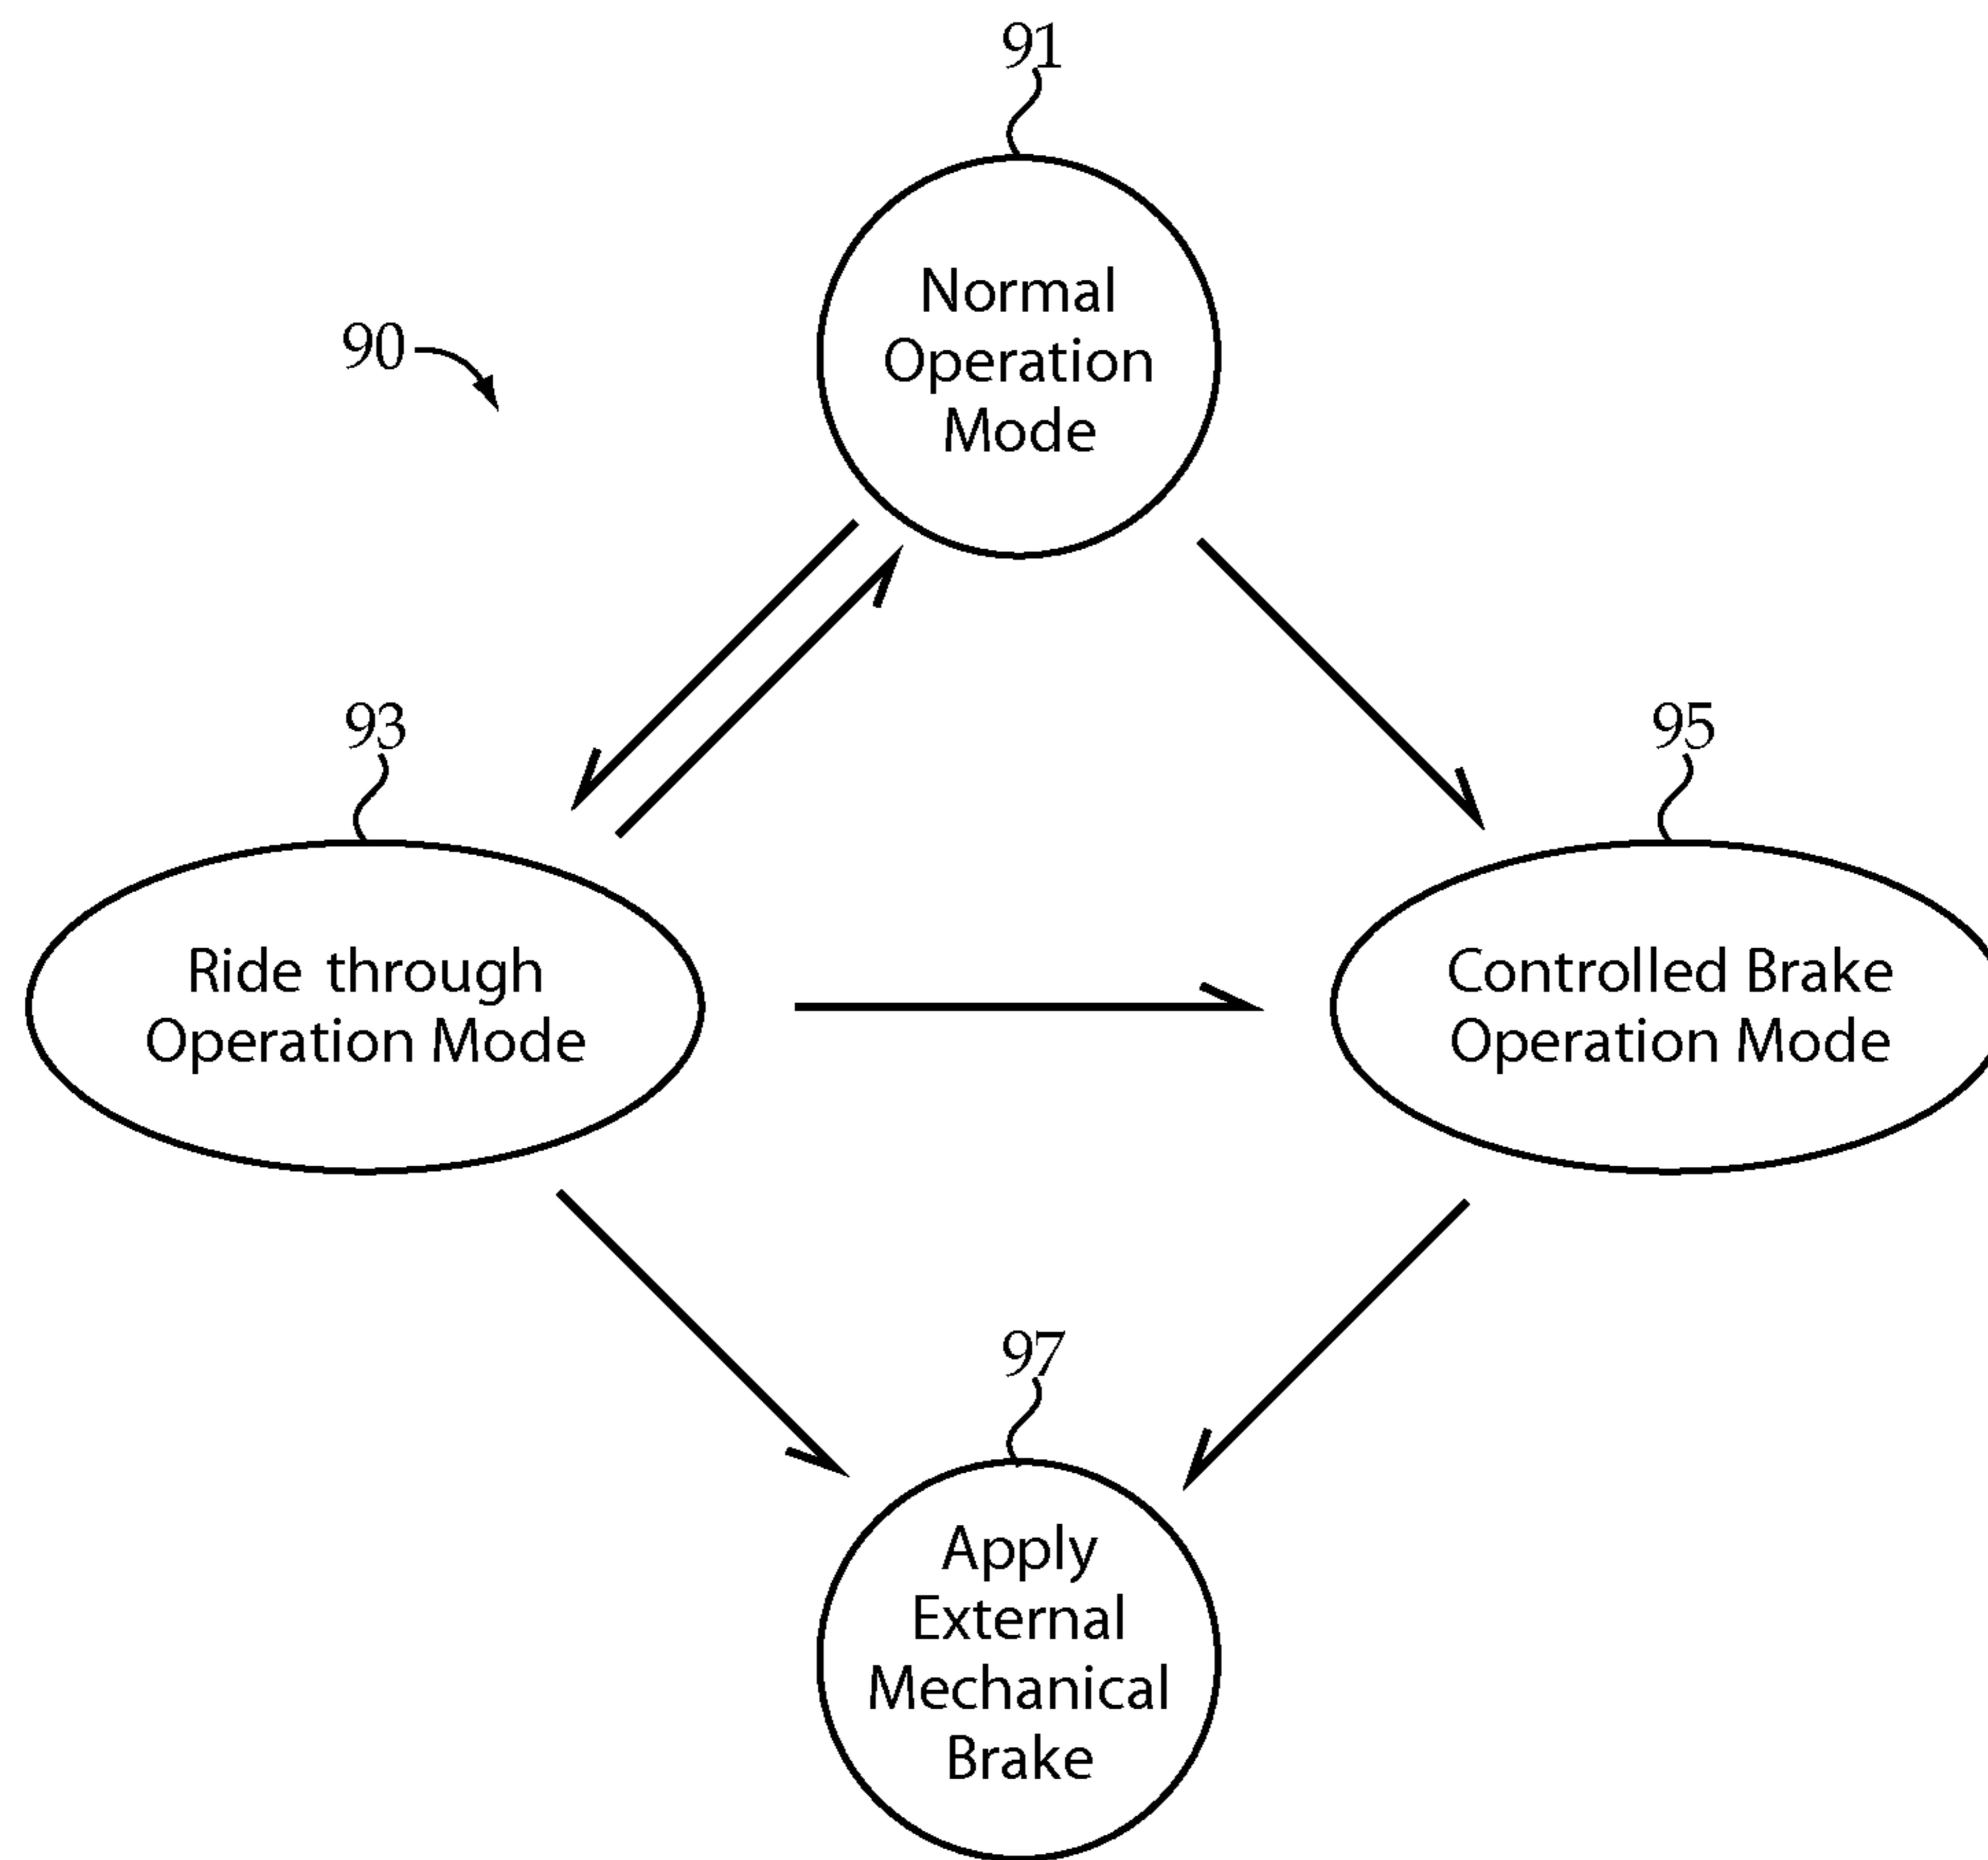 91
Normal
Operation
Mode
90
93
95
Ride through
Operation Mode
Controlled Brake
Operation Mode
97
Apply
External
Mechanical
Brake